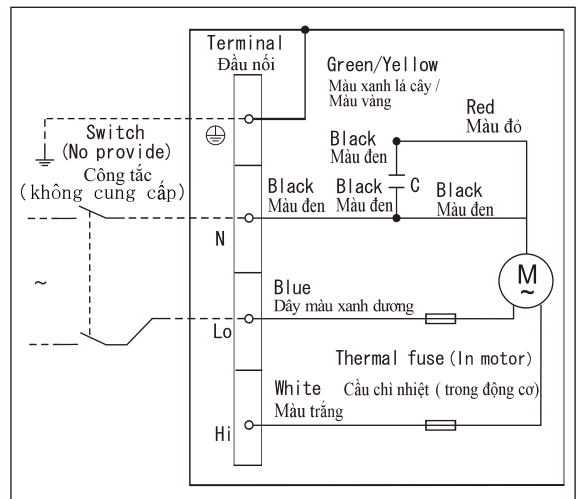 Terminal
Đầu nối
Green/Yellow
Màu xanh lá cây /
Màu vàng
Red
Màu đỏ
Switch
(No provide)
Công tắc
(không cung cấp)
Black
Màu đen
C
Black
Màu đen
Black
Màu đen
Black
Màu đen
N
M
~
~
Blue
Dây màu xanh dương
Lo
Thermal fuse (In motor)
Cầu chì nhiệt ( trong động cơ)
White
Màu trắng
Hi